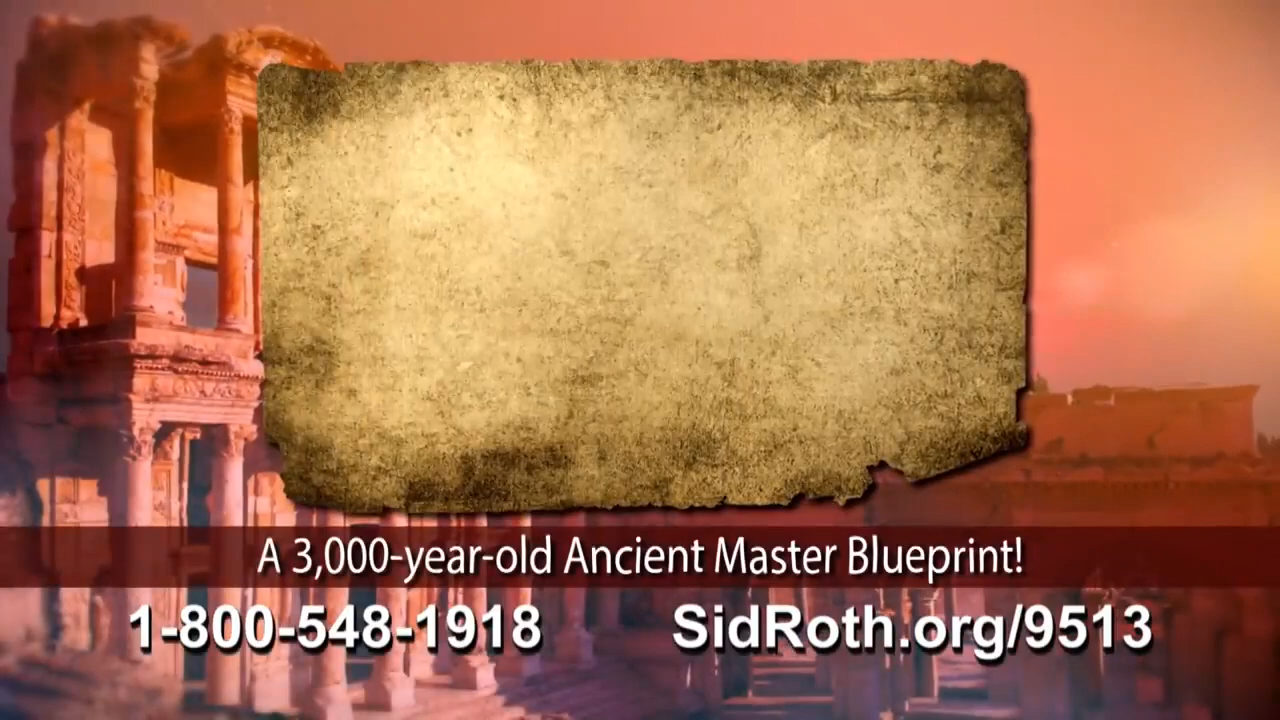 A 3,000-year-old Ancient Master Blueprint!
1-800-548-1918 SidRoth.org/9513